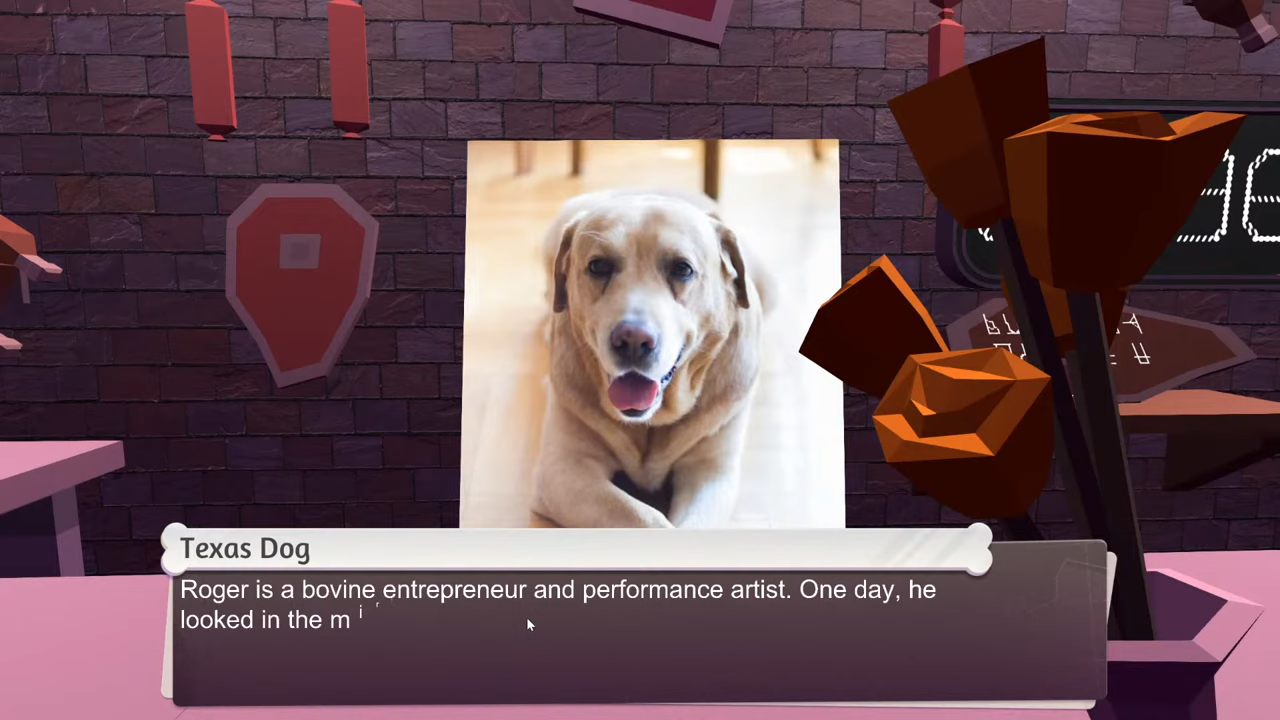 Texas Dog
Roger is a bovine entrepreneur and performance artist. One day, he
looked in the m i r